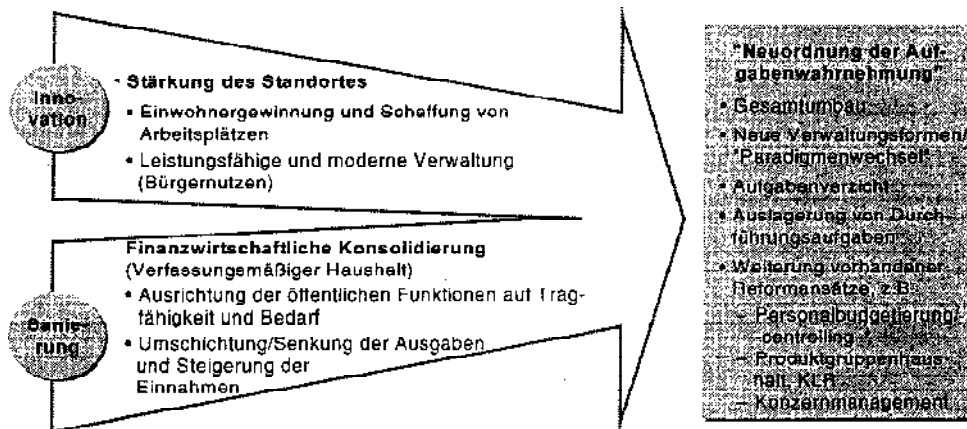 Inno-
vation
- Stärkung des Standortes
• Einwohnergewinnung und Schaffung von
Arbeitsplätzen
• Leistungsfähige und moderne Verwaltung
(Bürgernutzen)
Sanie-
rung
Finanzwirtschaftliche Konsolidierung
(Verfassungsmäßiger Haushalt)
• Ausrichtung der öffentlichen Funktionen auf Trag-
fähigkeit und Bedarf
• Umschichtung/Senkung der Ausgaben
und Steigerung der
Einnahmen
"Neuordnung der Auf-
gabenwahrnehmung"
• Gesamtumbau
• Neue Verwaltungsformen/
"Paradigmenwechsel"
• Aufgabenverzicht
• Auslagerung von Durch-
führungsaufgaben
• Weiterung vorhandener
Reformansätze, z.B.
– Personalbudgetierung/
-controlling
– Produktgruppenhaus
halt, KLR
– Konzernmanagement